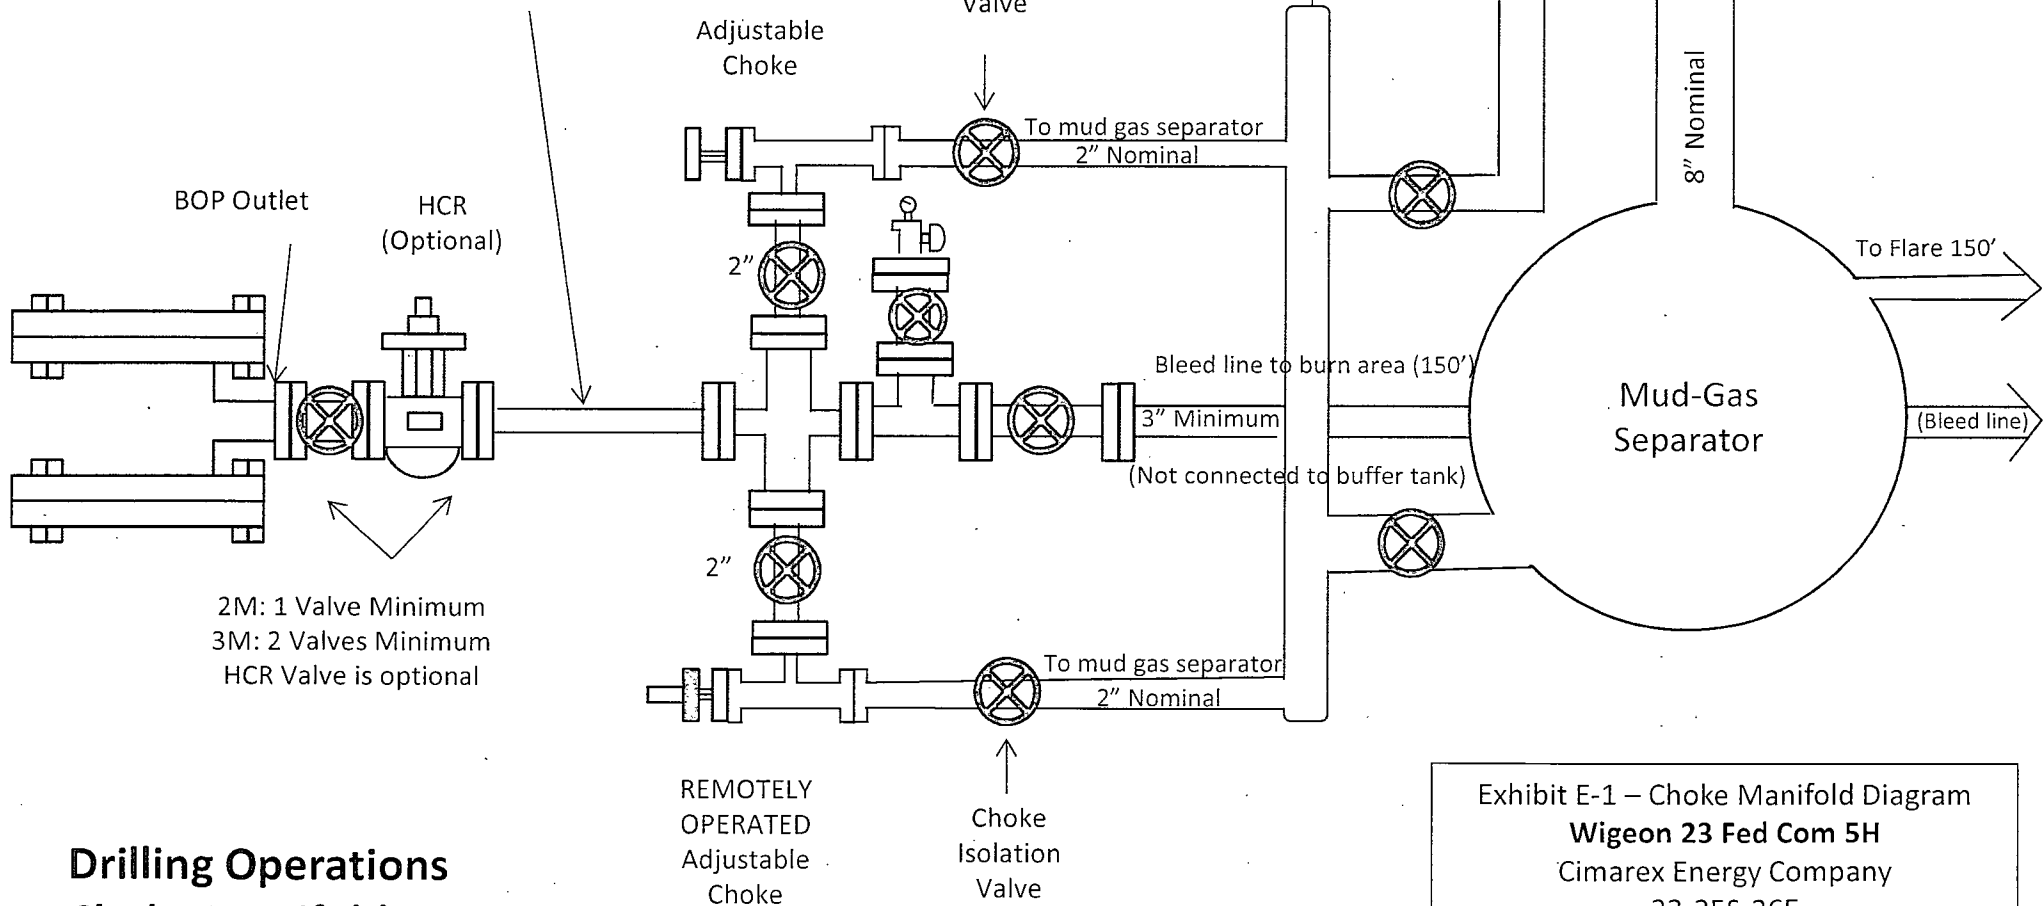 Valve
Adjustable
Choke
8” Nominal
To mud gas separator
2” Nominal
BOP Outlet
HCR
(Optional)
2”
To Flare 150’
Bleed line to burn area (150’)
3” Minimum
(Not connected to buffer tank)
Mud-Gas
Separator
(Bleed line)
2”
2M: 1 Valve Minimum
3M: 2 Valves Minimum
HCR Valve is optional
To mud gas separator
2” Nominal
REMOTELY
OPERATED
Adjustable
Choke
Choke
Isolation
Valve
Drilling Operations
Exhibit E-1 – Choke Manifold Diagram
Wigeon 23 Fed Com 5H
Cimarex Energy Company